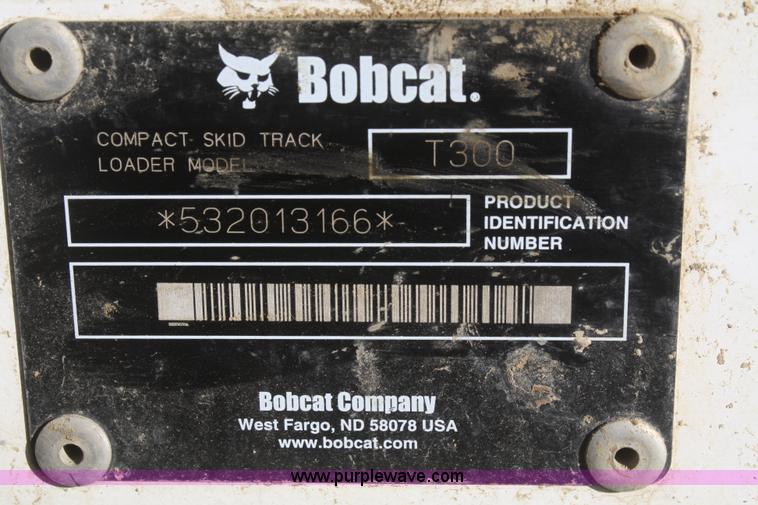 Bobcat.
COMPACT SKID TRACK
LOADER MODEL
T300
*532013166*
PRODUCT
IDENTIFICATION
NUMBER
Bobcat Company
West Fargo, ND 58078 USA
www.bobcat.com
www.purplewave.com